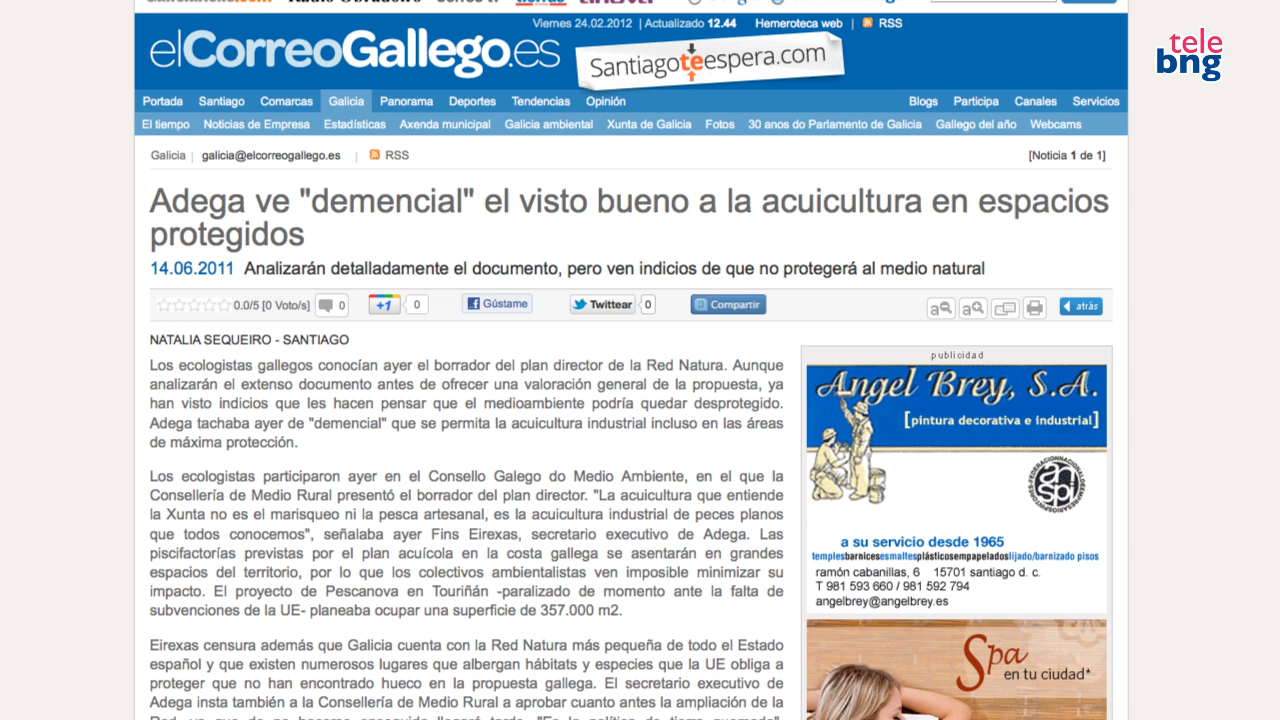 tele
bng
Viernes 24.02.2012 | Actualizado 12.44 Hemeroteca web | RSS
elCorreoGallego.es
Santiagoteespera.com
Portada Santiago Comarcas Galicia Panorama Deportes Tendencias Opinión Blogs Participa Canales Servicios
El tiempo Noticias de Empresa Estadísticas Axenda municipal Galicia ambiental Xunta de Galicia Fotos 30 anos do Parlamento de Galicia Gallego del año Webcams
Galicia | galicia@elcorreogallego.es | RSS [Noticia 1 de 1]
Adega ve "demencial" el visto bueno a la acuicultura en espacios
protegidos
14.06.2011 Analizarán detalladamente el documento, pero ven indicios de que no protegerá al medio natural
0.0/5 [0 Voto/s] 0 +1 0 Gústame Twittear 0 Compartir a a atrás
NATALIA SEQUEIRO - SANTIAGO
Los ecologistas gallegos conocían ayer el borrador del plan director de la Red Natura. Aunque
analizarán el extenso documento antes de ofrecer una valoración general de la propuesta, ya
han visto indicios que les hacen pensar que el medioambiente podría quedar desprotegido.
Adega tachaba ayer de "demencial" que se permita la acuicultura industrial incluso en las áreas
de máxima protección.
Los ecologistas participaron ayer en el Consello Galego do Medio Ambiente, en el que la
Consellería de Medio Rural presentó el borrador del plan director. "La acuicultura que entiende
la Xunta no es el marisqueo ni la pesca artesanal, es la acuicultura industrial de peces planos
que todos conocemos", señalaba ayer Fins Eirexas, secretario executivo de Adega. Las
piscifactorías previstas por el plan acuícola en la costa gallega se asentarán en grandes
espacios del territorio, por lo que los colectivos ambientalistas ven imposible minimizar su
impacto. El proyecto de Pescanova en Touriñán -paralizado de momento ante la falta de
subvenciones de la UE- planeaba ocupar una superficie de 357.000 m2.
Eirexas censura además que Galicia cuenta con la Red Natura más pequeña de todo el Estado
español y que existen numerosos lugares que albergan hábitats y especies que la UE obliga a
proteger que no han encontrado hueco en la propuesta gallega. El secretario executivo de
Adega insta también a la Consellería de Medio Rural a aprobar cuanto antes la ampliación de la
publicidad
Angel Brey, S.A.
[pintura decorativa e industrial]
anspi
a su servicio desde 1965
templesbarnicesesmaltesplásticosempapeladoslijado/barnizado pisos
ramón cabanillas, 6 15701 santiago d. c.
T 981 593 660 / 981 592 794
angelbrey@angelbrey.es
Spa
en tu ciudad*